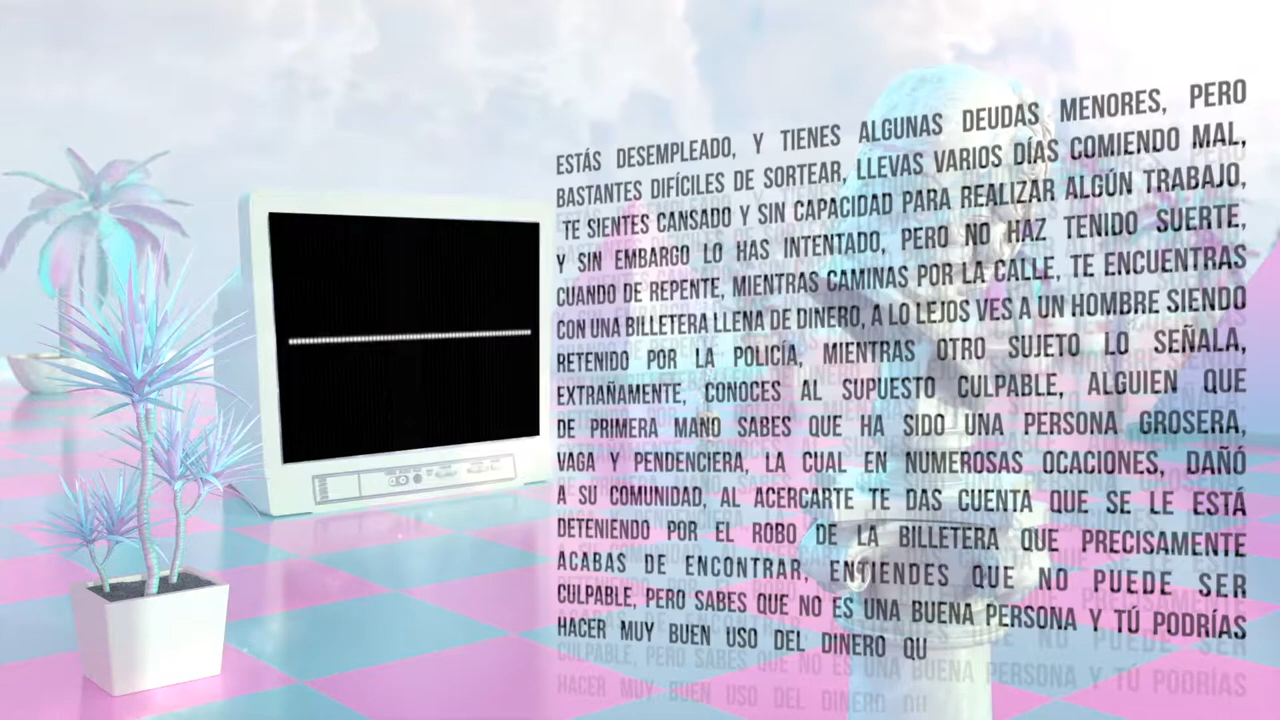 ESTÁS DESEMPLEADO, Y TIENES ALGUNAS DEUDAS MENORES, PERO
BASTANTES DIFÍCILES DE SORTEAR, LLEVAS VARIOS DÍAS COMIENDO MAL,
TE SIENTES CANSADO Y SIN CAPACIDAD PARA REALIZAR ALGÚN TRABAJO,
Y SIN EMBARGO LO HAS INTENTADO, PERO NO HAZ TENIDO SUERTE,
CUANDO DE REPENTE, MIENTRAS CAMINAS POR LA CALLE, TE ENCUENTRAS
CON UNA BILLETERA LLENA DE DINERO, A LO LEJOS VES A UN HOMBRE SIENDO
RETENIDO POR LA POLICÍA, MIENTRAS OTRO SUJETO LO SEÑALA,
EXTRAÑAMENTE, CONOCES AL SUPUESTO CULPABLE, ALGUIEN QUE
DE PRIMERA MANO SABES QUE HA SIDO UNA PERSONA GROSERA,
VAGA Y PENDENCIERA, LA CUAL EN NUMEROSAS OCACIONES, DAÑÓ
A SU COMUNIDAD, AL ACERCARTE TE DAS CUENTA QUE SE LE ESTÁ
DETENIENDO POR EL ROBO DE LA BILLETERA QUE PRECISAMENTE
ACABAS DE ENCONTRAR, ENTIENDES QUE NO PUEDE SER
CULPABLE, PERO SABES QUE NO ES UNA BUENA PERSONA Y TÚ PODRÍAS
HACER MUY BUEN USO DEL DINERO QU